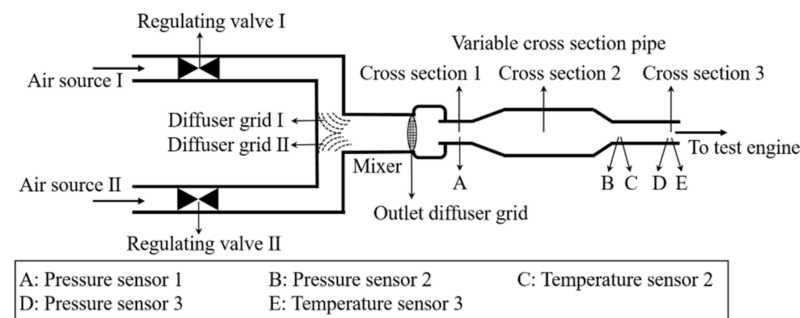 Regulating valve I
Variable cross section pipe
Air source I
Cross section 1 Cross section 2 Cross section 3
Diffuser grid I
Diffuser grid II
Mixer
To test engine
Air source II
A B C D E
Outlet diffuser grid
Regulating valve II
A: Pressure sensor 1 B: Pressure sensor 2 C: Temperature sensor 2
D: Pressure sensor 3 E: Temperature sensor 3